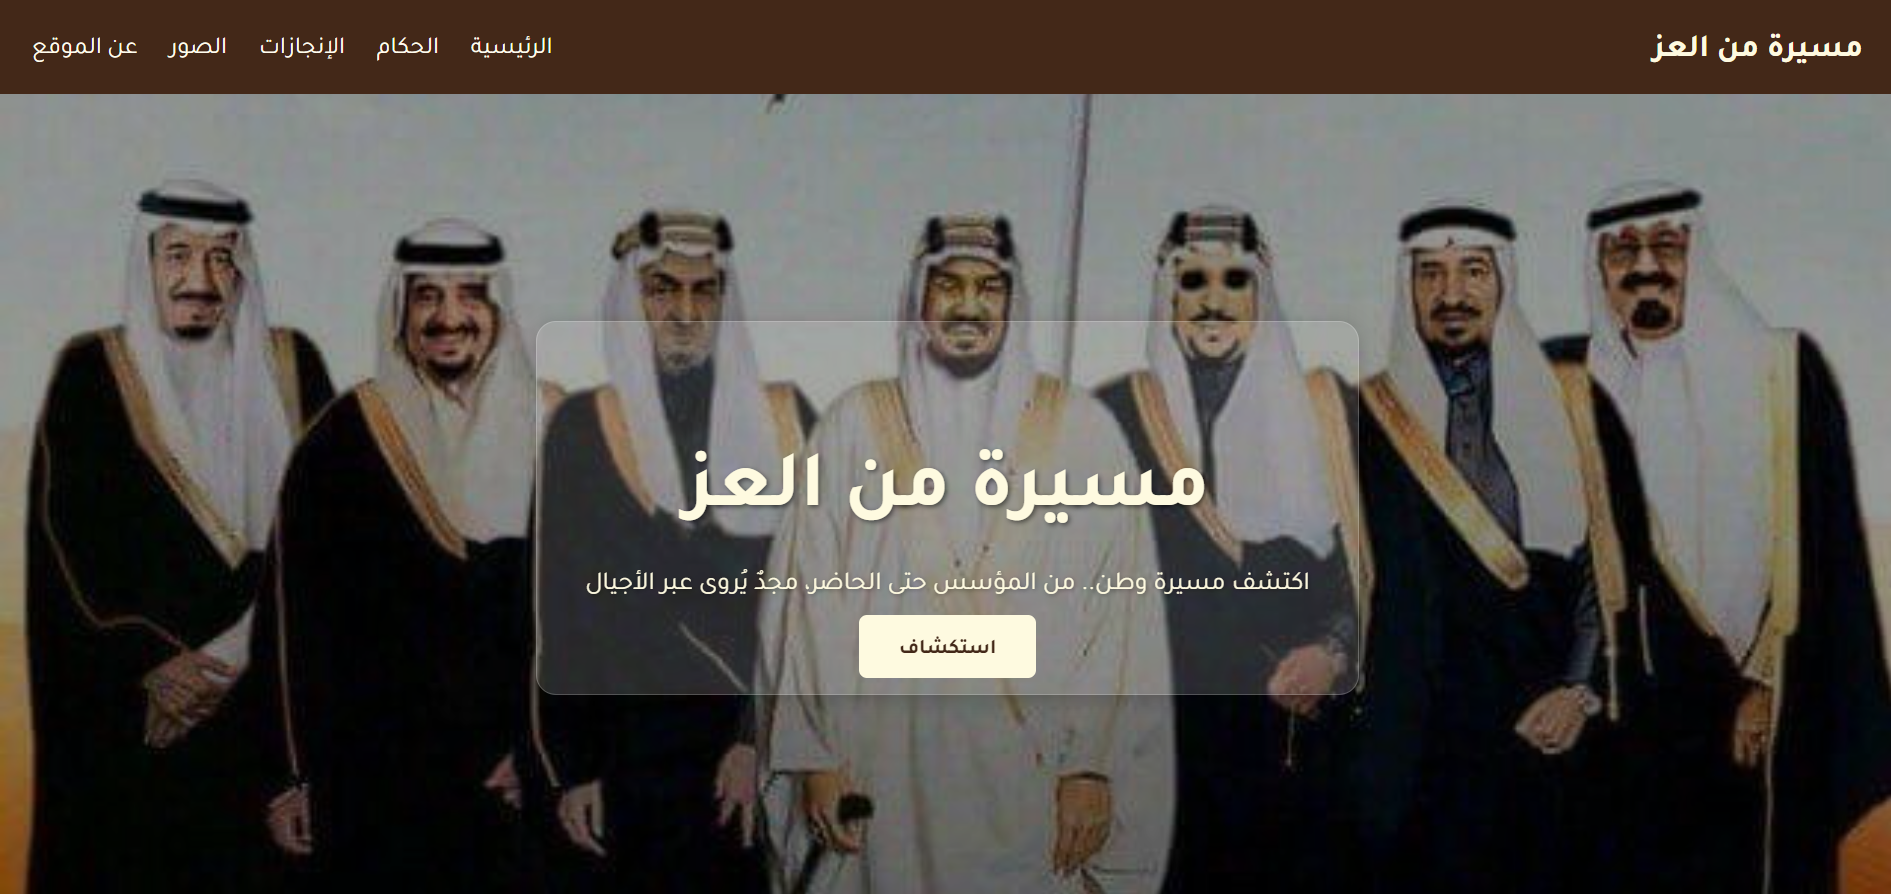 مسيرة من العز
الرئيسية الحكام الإنجازات الصور عن الموقع
مسيرة من العز
اكتشف مسيرة وطن.. من المؤسس حتى الحاضر، مجدٌ يُروى عبر الأجيال
استكشاف